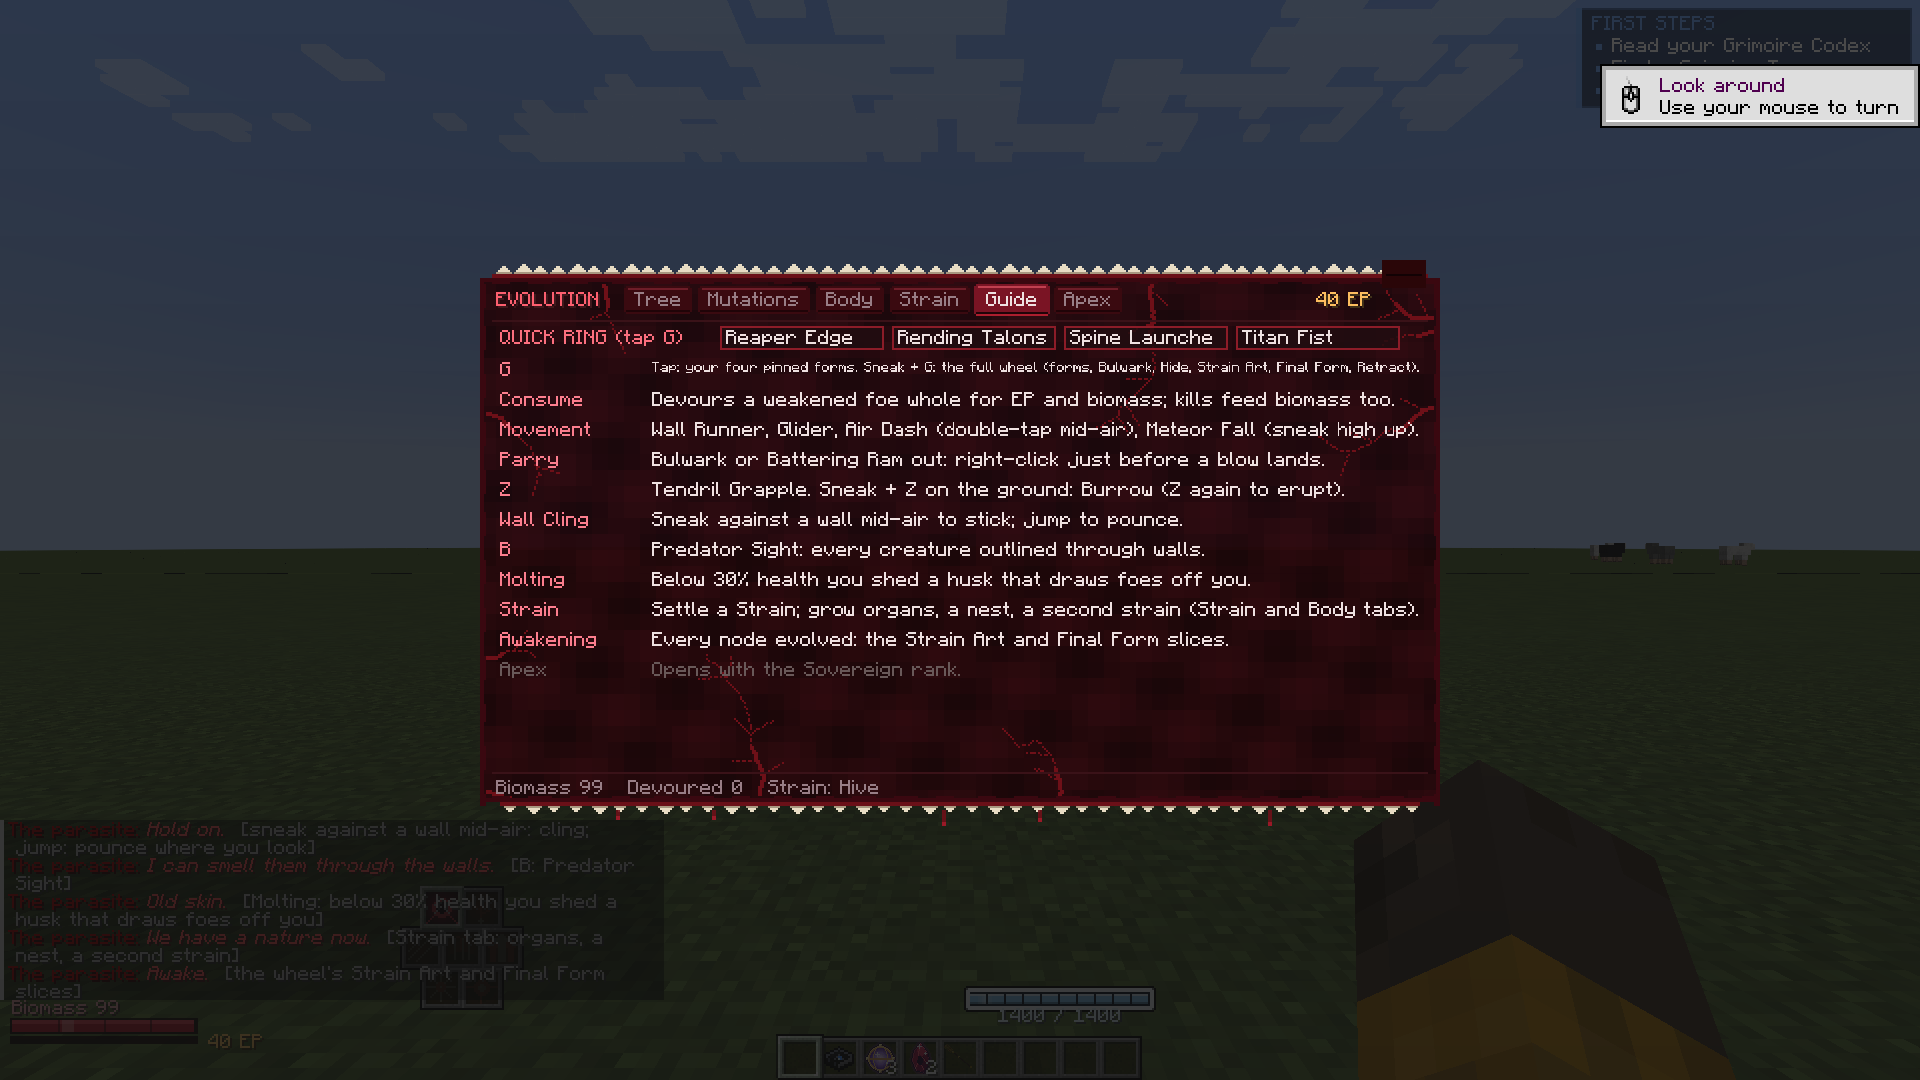 FIRST STEPS
Read your Grimoire Codex
Look around
Use your mouse to turn
EVOLUTION Tree Mutations Body Strain Guide Apex 40 EP
QUICK RING (tap G) Reaper Edge Rending Talons Spine Launche Titan Fist
G Tap: your four pinned forms. Sneak + G: the full wheel (forms, Bulwark, Hide, Strain Art, Final Form, Retract).
Consume Devours a weakened foe whole for EP and biomass; kills feed biomass too.
Movement Wall Runner, Glider, Air Dash (double-tap mid-air), Meteor Fall (sneak high up).
Parry Bulwark or Battering Ram out: right-click just before a blow lands.
Z Tendril Grapple. Sneak + Z on the ground: Burrow (Z again to erupt).
Wall Cling Sneak against a wall mid-air to stick; jump to pounce.
B Predator Sight: every creature outlined through walls.
Molting Below 30% health you shed a husk that draws foes off you.
Strain Settle a Strain; grow organs, a nest, a second strain (Strain and Body tabs).
Awakening Every node evolved: the Strain Art and Final Form slices.
Apex Opens with the Sovereign rank.
Biomass 99 Devoured 0 Strain: Hive
The parasite: Hold on. [sneak against a wall mid-air: cling;
jump: pounce where you look]
The parasite: I can smell them through the walls. [B: Predator
Sight]
The parasite: Old skin. [Molting: below 30% health you shed a
husk that draws foes off you]
The parasite: We have a nature now. [Strain tab: organs, a
nest, a second strain]
The parasite: Awake. [the wheel's Strain Art and Final Form
slices]
Biomass 99
40 EP
1400 / 1400
3
2